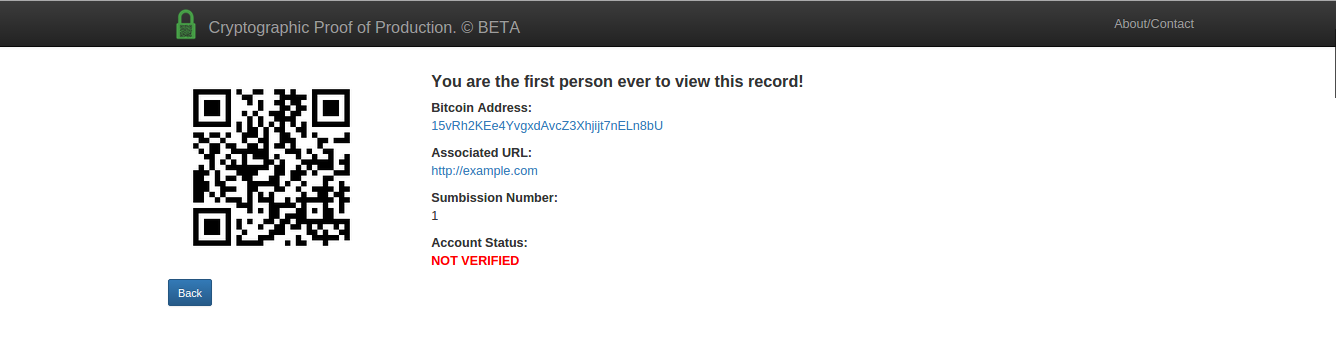 Cryptographic Proof of Production. © BETA
About/Contact
You are the first person ever to view this record!
Bitcoin Address:
15vRh2KEe4YvgxdAvcZ3Xhjijt7nELn8bU
Associated URL:
http://example.com
Sumbission Number:
1
Account Status:
NOT VERIFIED
Back